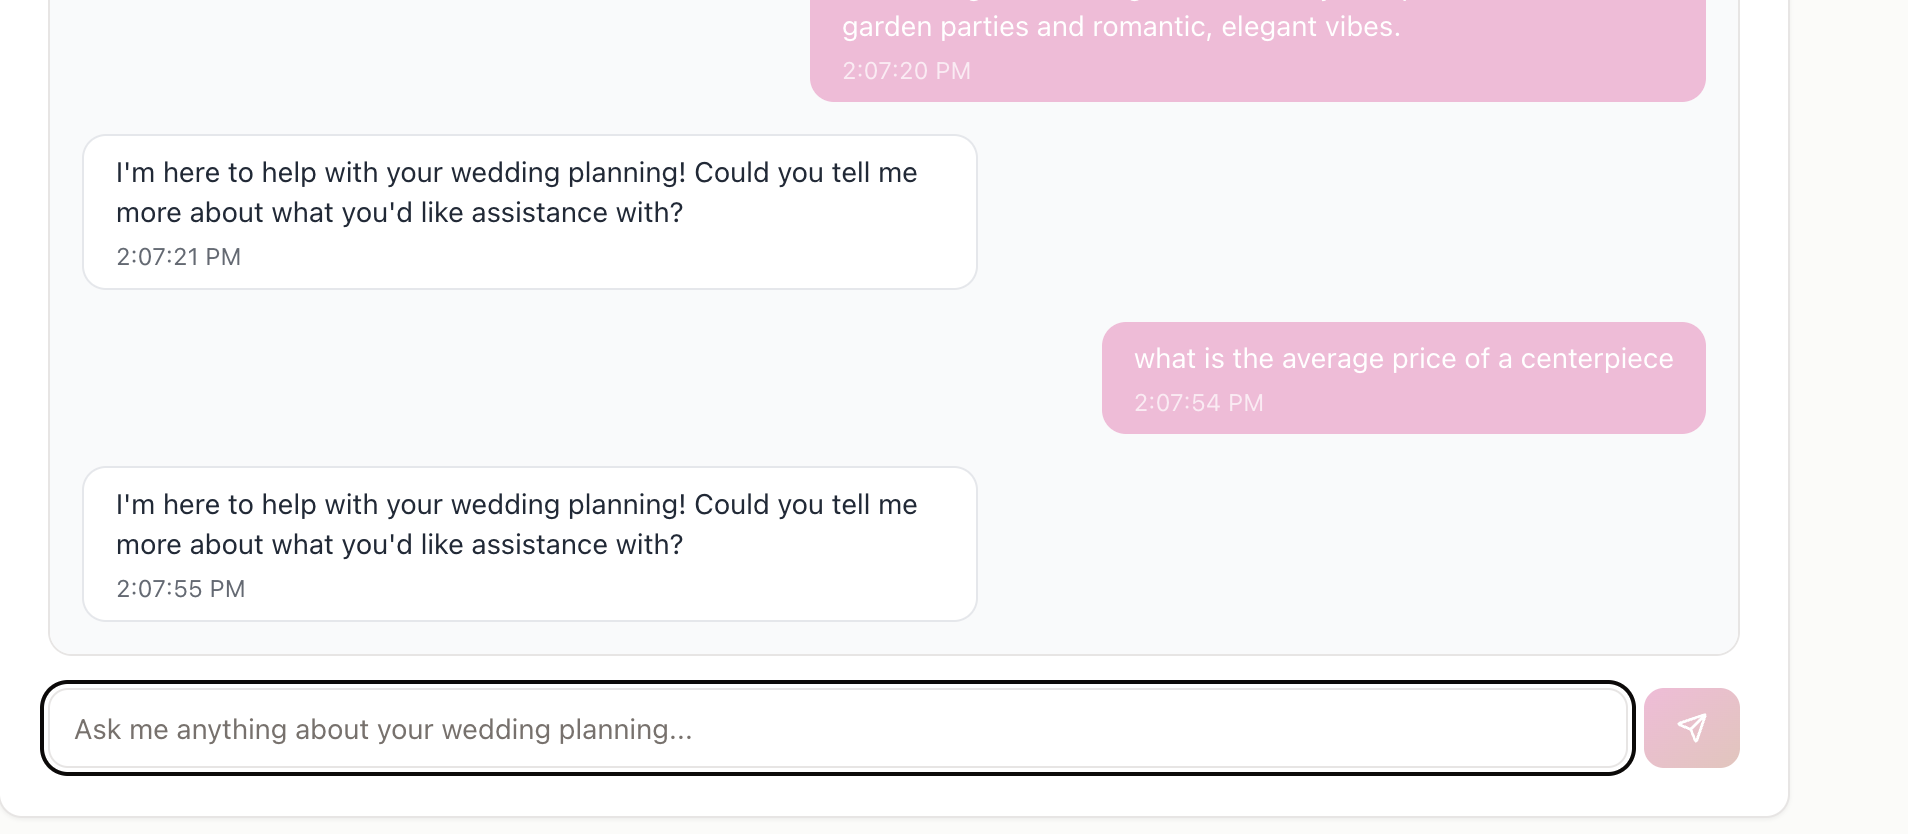 garden parties and romantic, elegant vibes.
2:07:20 PM
I'm here to help with your wedding planning! Could you tell me
more about what you'd like assistance with?
2:07:21 PM
what is the average price of a centerpiece
2:07:54 PM
I'm here to help with your wedding planning! Could you tell me
more about what you'd like assistance with?
2:07:55 PM
Ask me anything about your wedding planning...